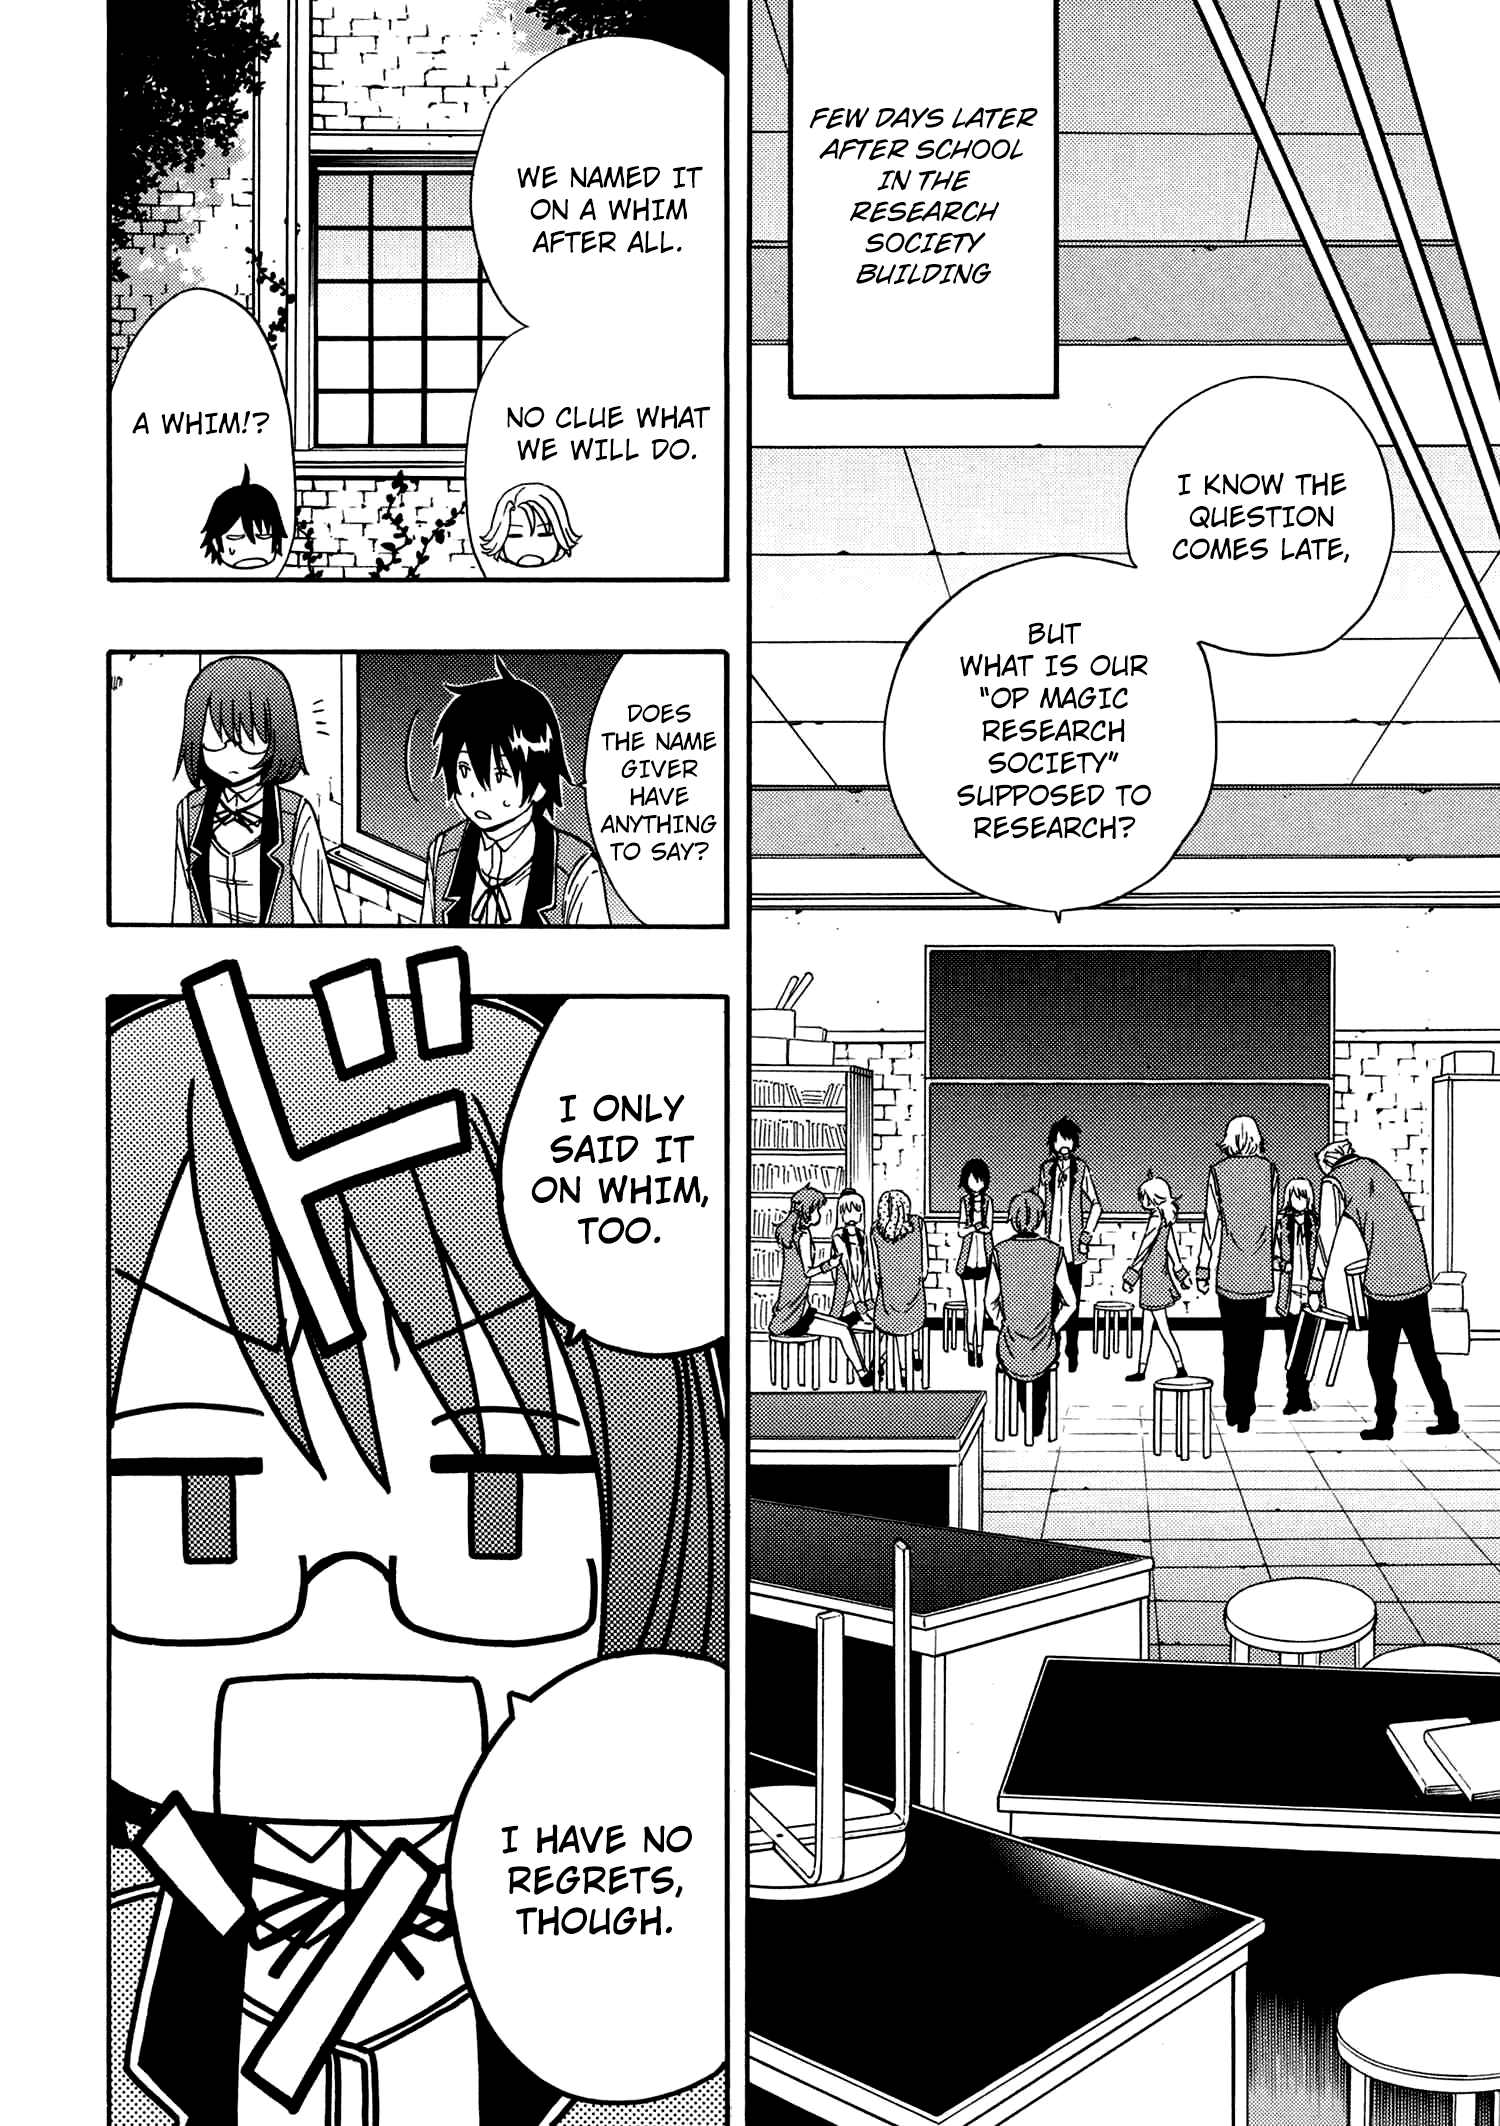 FEW DAYS LATER
AFTER SCHOOL
IN THE
RESEARCH
SOCIETY
BUILDING
I KNOW THE
QUESTION
COMES LATE,
BUT
WHAT IS OUR
"OP MAGIC
RESEARCH
SOCIETY"
SUPPOSED TO
RESEARCH?
WE NAMED IT
ON A WHIM
AFTER ALL.
NO CLUE WHAT
WE WILL DO.
A WHIM!?
DOES
THE NAME
GIVER
HAVE
ANYTHING
TO SAY?
ドーン
I ONLY
SAID IT
ON WHIM,
TOO.
I HAVE NO
REGRETS,
THOUGH.